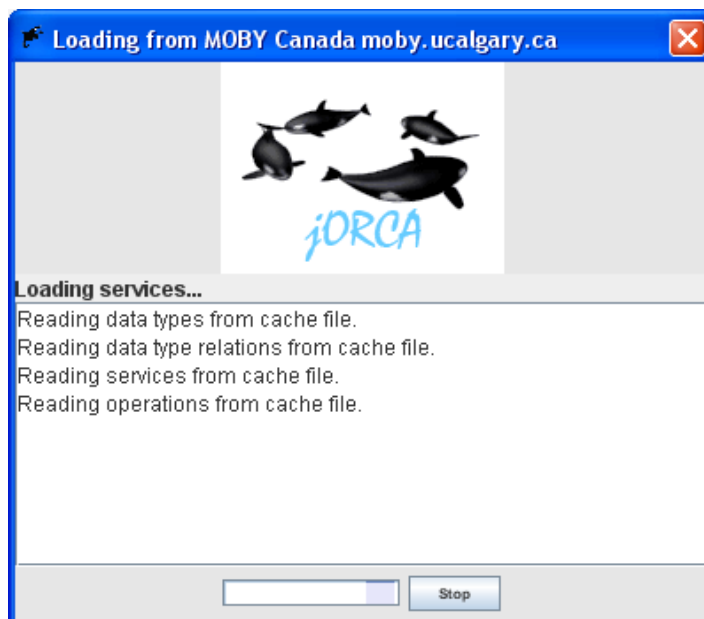 Loading from MOBY Canada moby.ucalgary.ca
jORCA
Loading services...
Reading data types from cache file.
Reading data type relations from cache file.
Reading services from cache file.
Reading operations from cache file.
Stop